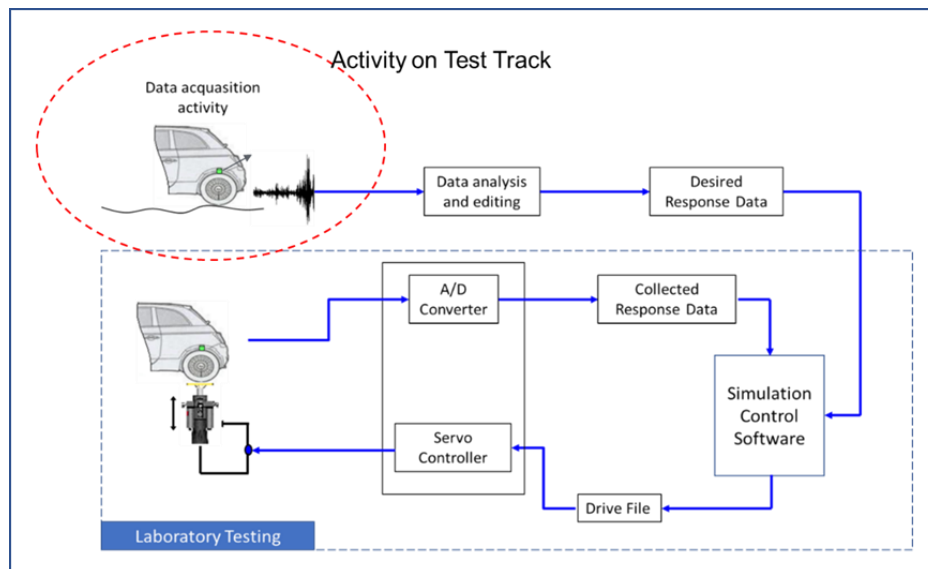 Activity on Test Track
Data acquasition
activity
Data analysis
and editing
Desired
Response Data
A/D
Converter
Collected
Response Data
Simulation
Control
Software
Servo
Controller
Drive File
Laboratory Testing